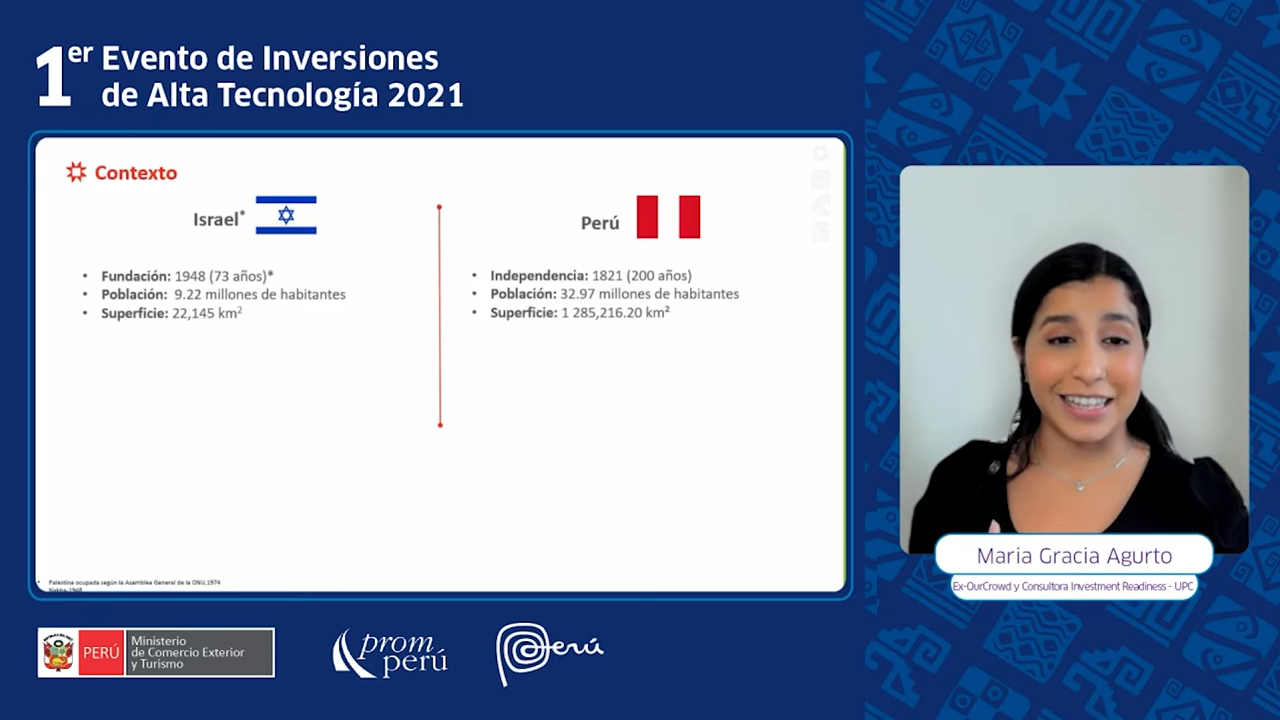 1er Evento de Inversiones
de Alta Tecnología 2021
Contexto
Israel*
• Fundación: 1948 (73 años)*
• Población: 9.22 millones de habitantes
• Superficie: 22,145 km²
Perú
• Independencia: 1821 (200 años)
• Población: 32.97 millones de habitantes
• Superficie: 1 285,216.20 km²
• Palestina ocupada según la Asamblea General de la ONU,1974
Nakba-1948
Maria Gracia Agurto
Ex-OurCrowd y Consultora Investment Readiness - UPC
PERÚ
Ministerio
de Comercio Exterior
y Turismo
prom
perú
Perú